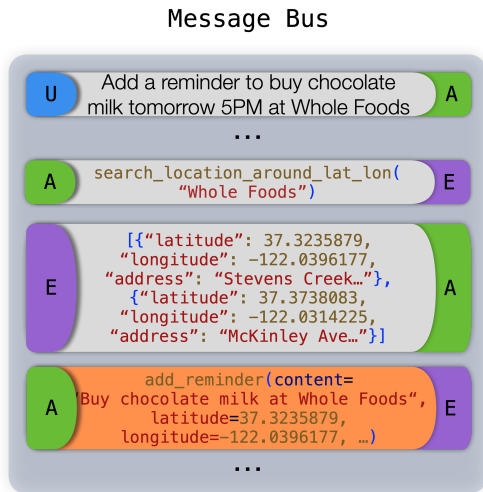 Message Bus
U Add a reminder to buy chocolate A
milk tomorrow 5PM at Whole Foods
...
A search_location_around_lat_lon( E
“Whole Foods”)
[{“latitude”: 37.3235879,
“longitude”: -122.0396177,
“address”: “Stevens Creek…”},
E {“latitude”: 37.3738083, A
“longitude”: -122.0314225,
“address”: “McKinley Ave…”}]
add_reminder(content=
A “Buy chocolate milk at Whole Foods“, E
latitude=37.3235879,
longitude=-122.0396177, …)
...